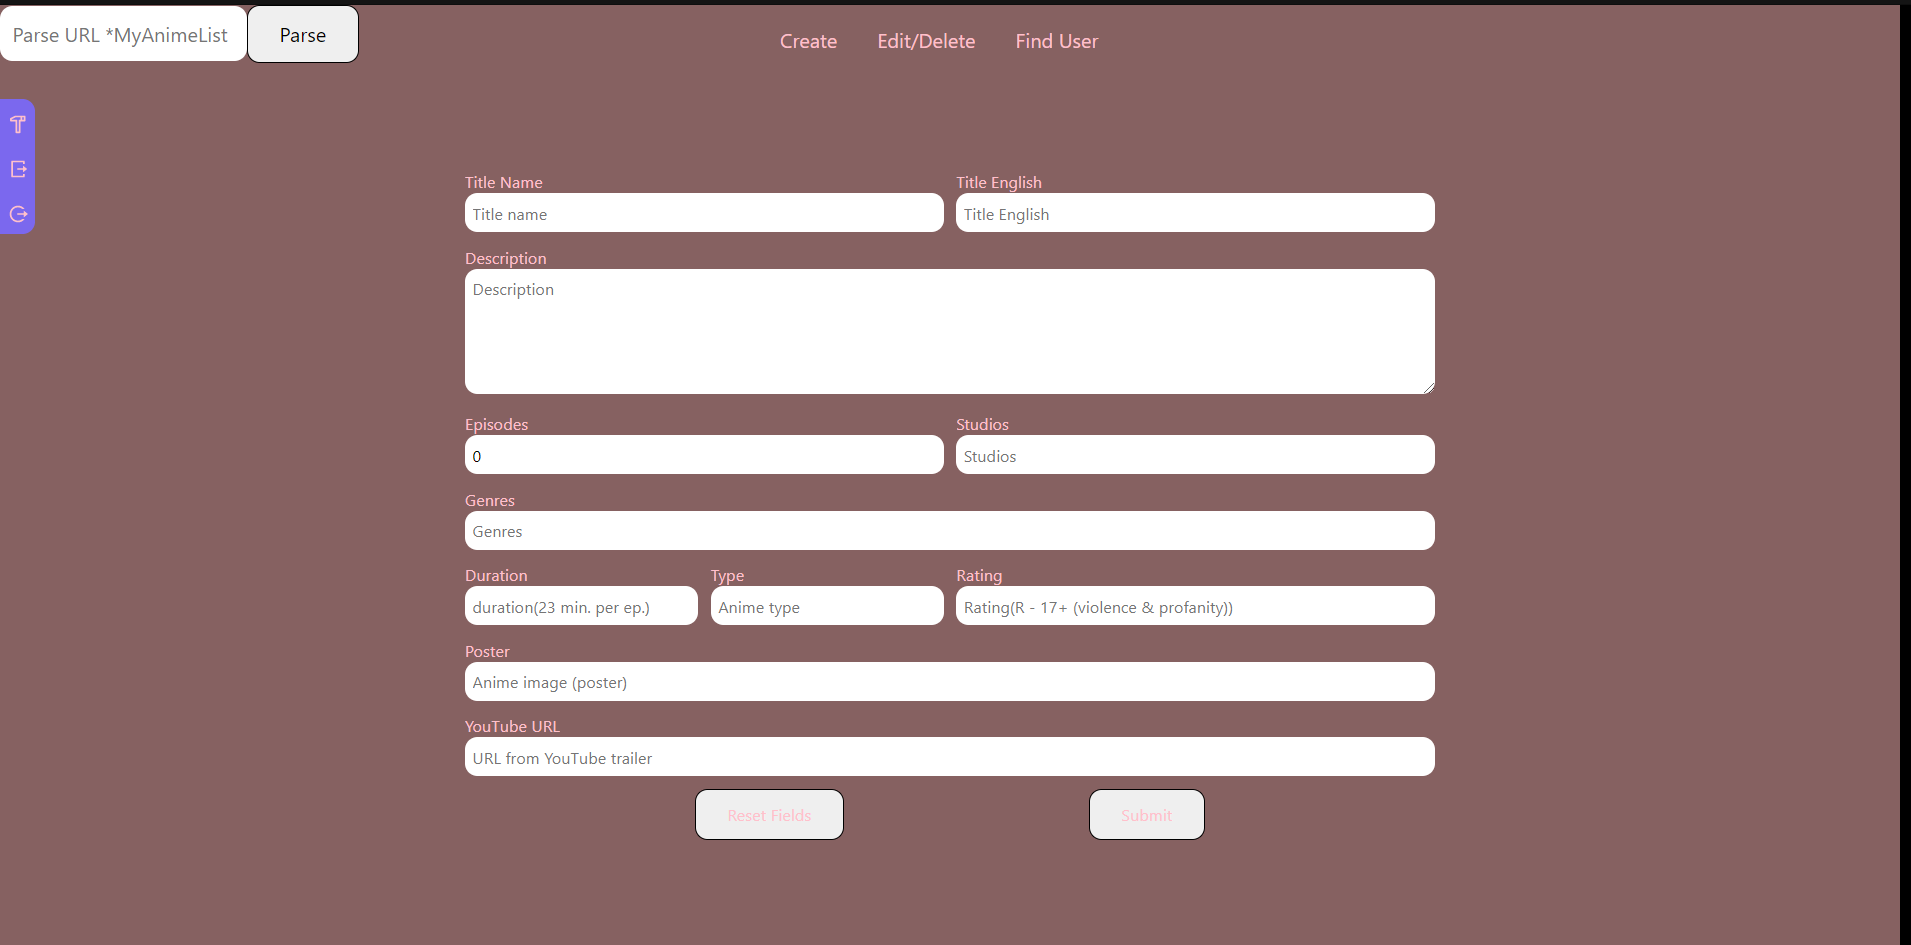 Parse URL *MyAnimeList
Parse
Create
Edit/Delete
Find User
Title Name
Title English
Title name
Title English
Description
Description
Episodes
Studios
0
Studios
Genres
Genres
Duration
Type
Rating
duration(23 min. per ep.)
Anime type
Rating(R - 17+ (violence & profanity))
Poster
Anime image (poster)
YouTube URL
URL from YouTube trailer
Reset Fields
Submit